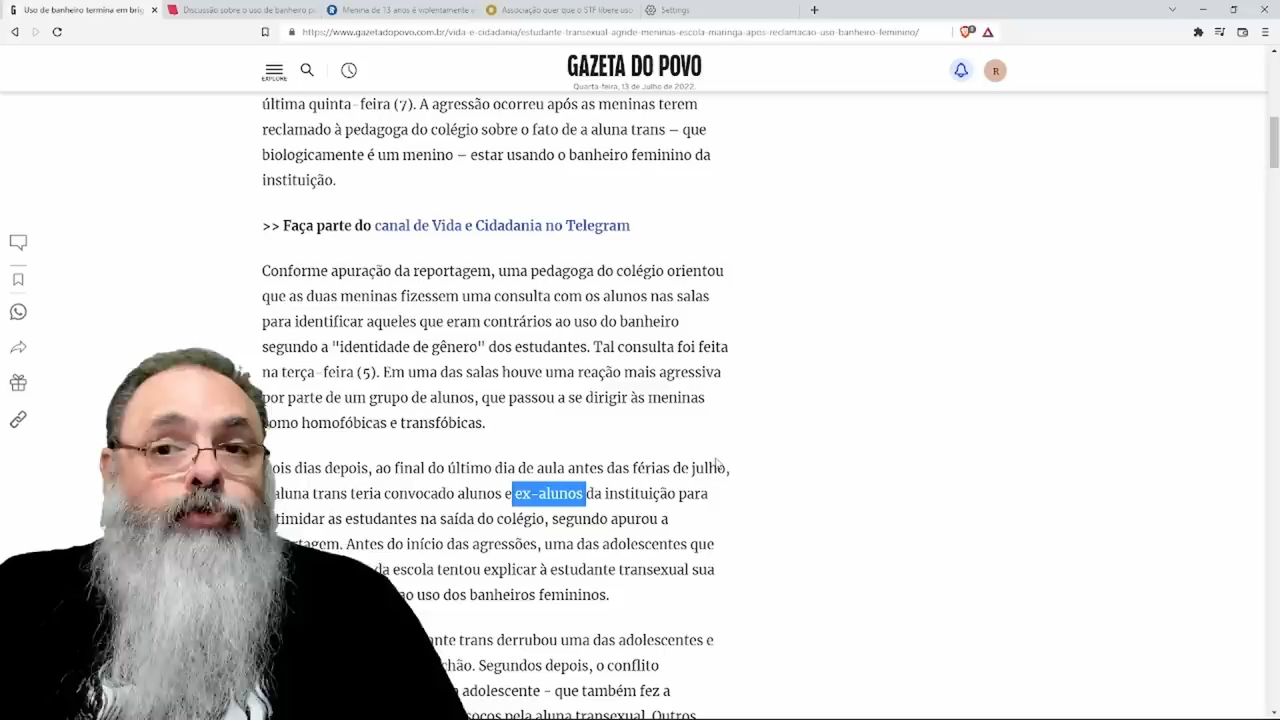 Uso de banheiro termina em brig
Discussão sobre o uso de banheiro p
Menina de 13 anos é violentamente
Associação quer que o STF libere uso
Settings
https://www.gazetadopovo.com.br/vida-e-cidadania/estudante-transexual-agride-meninas-escola-maringa-apos-reclamacao-uso-banheiro-feminino/
EXPLORE
GAZETA DO POVO
R
Quarta-feira, 13 de Julho de 2022.
última quinta-feira (7). A agressão ocorreu após as meninas terem
reclamado à pedagoga do colégio sobre o fato de a aluna trans – que
biologicamente é um menino – estar usando o banheiro feminino da
instituição.
>> Faça parte do canal de Vida e Cidadania no Telegram
Conforme apuração da reportagem, uma pedagoga do colégio orientou
que as duas meninas fizessem uma consulta com os alunos nas salas
para identificar aqueles que eram contrários ao uso do banheiro
segundo a "identidade de gênero" dos estudantes. Tal consulta foi feita
na terça-feira (5). Em uma das salas houve uma reação mais agressiva
por parte de um grupo de alunos, que passou a se dirigir às meninas
como homofóbicas e transfóbicas.
ois dias depois, ao final do último dia de aula antes das férias de julho,
aluna trans teria convocado alunos e ex-alunos da instituição para
timidar as estudantes na saída do colégio, segundo apurou a
rtagem. Antes do início das agressões, uma das adolescentes que
da escola tentou explicar à estudante transexual sua
ao uso dos banheiros femininos.
nte trans derrubou uma das adolescentes e
chão. Segundos depois, o conflito
adolescente - que também fez a
socos pela aluna transexual. Outros